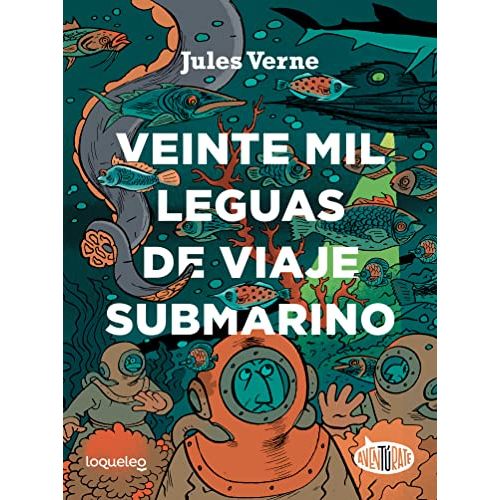 Jules Verne
VEINTE MIL
LEGUAS
DE VIAJE
SUBMARINO
loqueleo
AVENTÚRATE